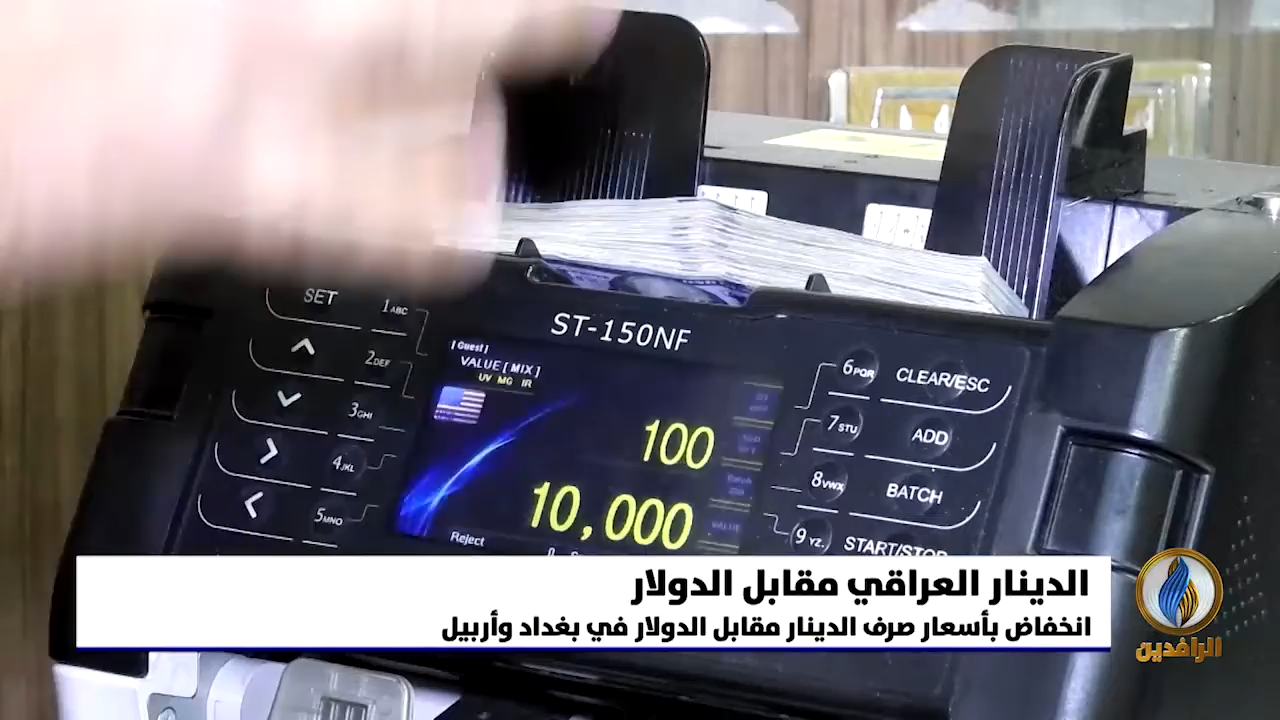 SET
1ABC
2DEF
3GHI
4JKL
5MNO
ST-150NF
[ Guest ]
VALUE [ MIX ]
UV MG IR
100
10,000
VALUE
Reject
6PQR
CLEAR/ESC
7STU
ADD
8VWX
BATCH
9YZ.
START/STOP
الدينار العراقي مقابل الدولار
انخفاض بأسعار صرف الدينار مقابل الدولار في بغداد وأربيل
الرافدين